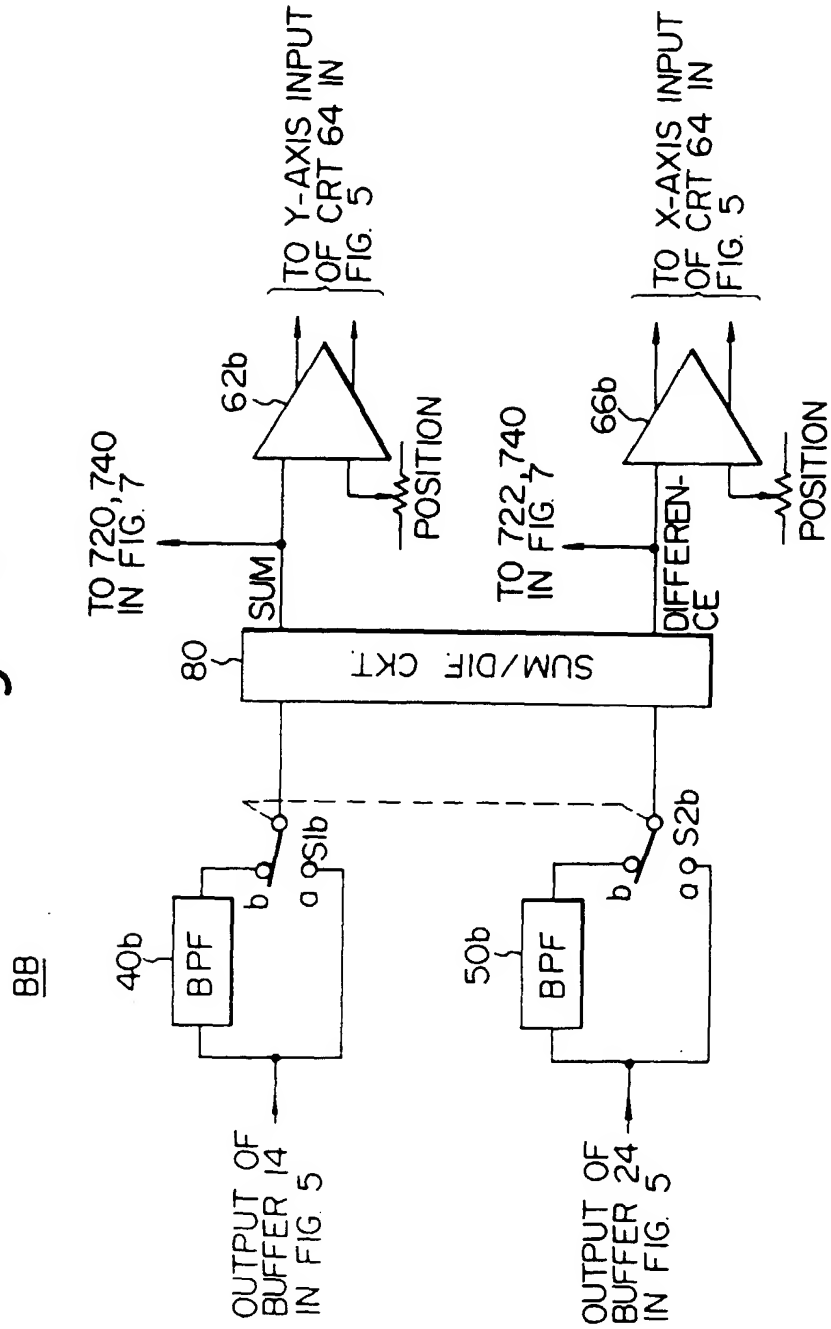 BB
OUTPUT OF
BUFFER 14
IN FIG. 5
40b
BPF
b
a
S1b
80
SUM/DIF. CKT.
SUM
TO 720, 740
IN FIG. 7
62b
POSITION
TO Y-AXIS INPUT
OF CRT 64 IN
FIG. 5
OUTPUT OF
BUFFER 24
IN FIG. 5
50b
BPF
b
a
S2b
DIFFEREN-
CE
TO 722, 740
IN FIG. 7
66b
POSITION
TO X-AXIS INPUT
OF CRT 64 IN
FIG. 5